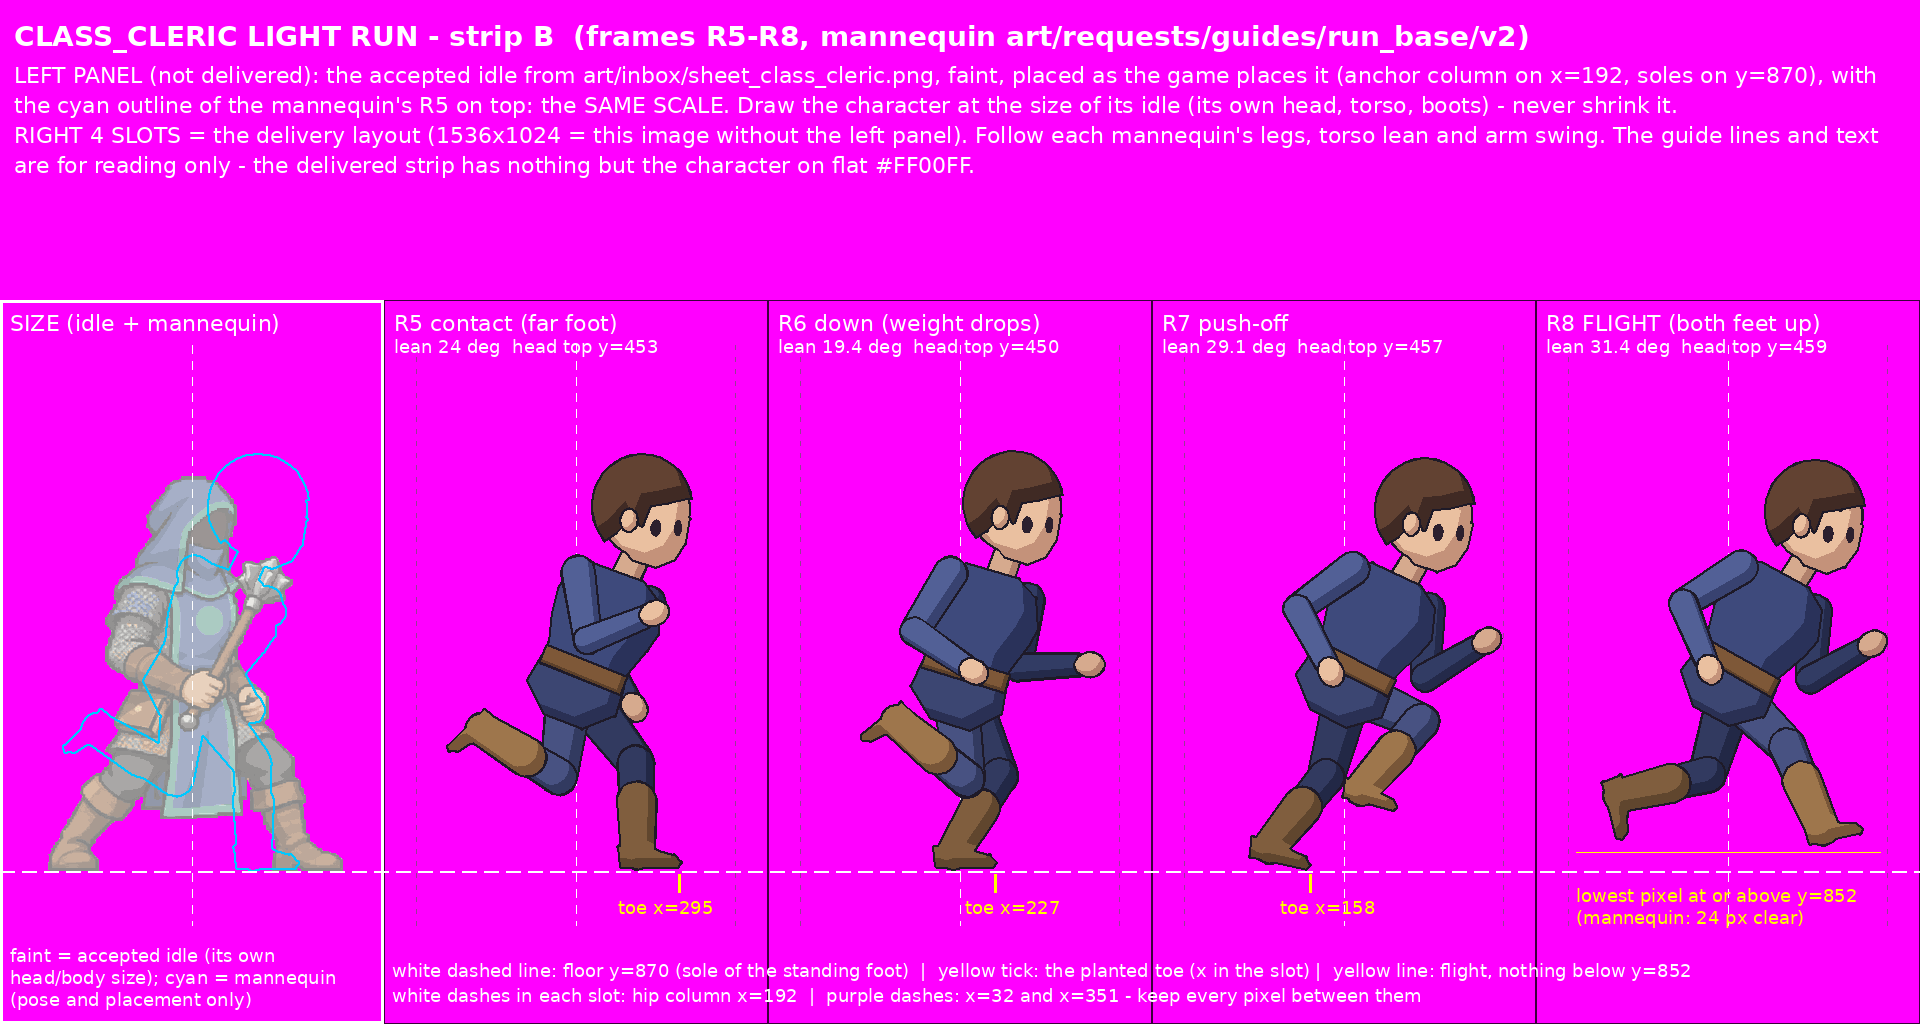 CLASS_CLERIC LIGHT RUN - strip B  (frames R5-R8, mannequin art/requests/guides/run_base/v2)
LEFT PANEL (not delivered): the accepted idle from art/inbox/sheet_class_cleric.png, faint, placed as the game places it (anchor column on x=192, soles on y=870), with
the cyan outline of the mannequin's R5 on top: the SAME SCALE. Draw the character at the size of its idle (its own head, torso, boots) - never shrink it.
RIGHT 4 SLOTS = the delivery layout (1536x1024 = this image without the left panel). Follow each mannequin's legs, torso lean and arm swing. The guide lines and text
are for reading only - the delivered strip has nothing but the character on flat #FF00FF.
SIZE (idle + mannequin)
R5 contact (far foot)
lean 24 deg  head top y=453
R6 down (weight drops)
lean 19.4 deg  head top y=450
R7 push-off
lean 29.1 deg  head top y=457
R8 FLIGHT (both feet up)
lean 31.4 deg  head top y=459
toe x=295
toe x=227
toe x=158
lowest pixel at or above y=852
(mannequin: 24 px clear)
faint = accepted idle (its own
head/body size); cyan = mannequin
(pose and placement only)
white dashed line: floor y=870 (sole of the standing foot)  |  yellow tick: the planted toe (x in the slot) |  yellow line: flight, nothing below y=852
white dashes in each slot: hip column x=192  |  purple dashes: x=32 and x=351 - keep every pixel between them